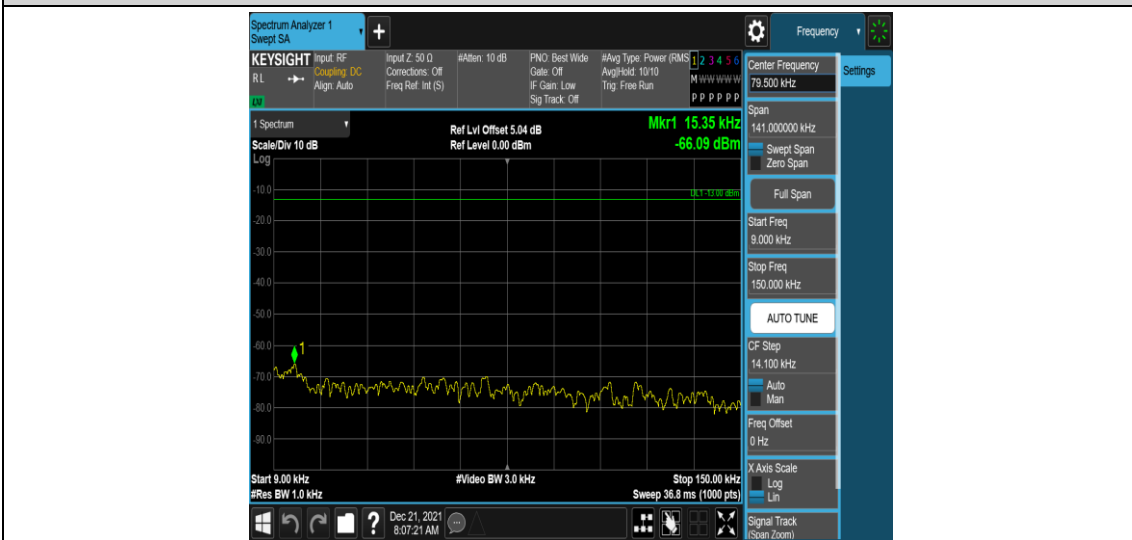 Spectrum Analyzer 1
Swept SA
Frequency
KEYSIGHT
RL
LXI
Input: RF
Coupling: DC
Align: Auto
Input Z: 50 Ω
Corrections: Off
Freq Ref: Int (S)
#Atten: 10 dB
PNO: Best Wide
Gate: Off
IF Gain: Low
Sig Track: Off
#Avg Type: Power (RMS
Avg|Hold: 10/10
Trig: Free Run
1 2 3 4 5 6
M W W W W W
P P P P P P
1 Spectrum
Scale/Div 10 dB
Ref Lvl Offset 5.04 dB
Ref Level 0.00 dBm
Mkr1 15.35 kHz
-66.09 dBm
Log
DL1 -13.00 dBm
-10.0
-20.0
-30.0
-40.0
-50.0
-60.0
-70.0
-80.0
-90.0
1
Start 9.00 kHz
#Res BW 1.0 kHz
#Video BW 3.0 kHz
Stop 150.00 kHz
Sweep 36.8 ms (1000 pts)
?
Dec 21, 2021
8:07:21 AM
Center Frequency
79.500 kHz
Settings
Span
141.000000 kHz
Swept Span
Zero Span
Full Span
Start Freq
9.000 kHz
Stop Freq
150.000 kHz
AUTO TUNE
CF Step
14.100 kHz
Auto
Man
Freq Offset
0 Hz
X Axis Scale
Log
Lin
Signal Track
(Span Zoom)